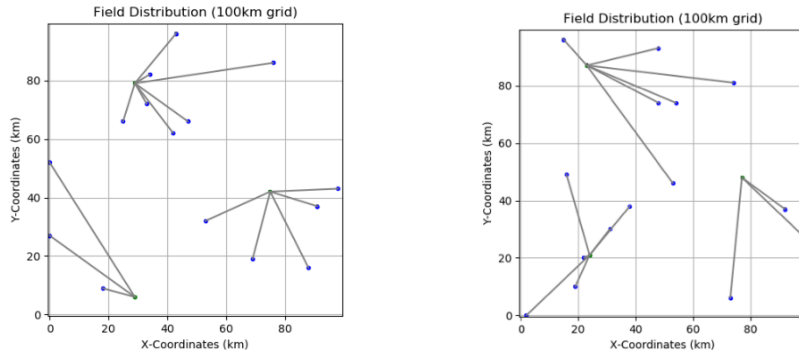 Field Distribution (100km grid)
80
60
40
20
0
Y-Coordinates (km)
0 20 40 60 80
X-Coordinates (km)
Field Distribution (100km grid)
80
60
40
20
0
Y-Coordinates (km)
0 20 40 60 80
X-Coordinates (km)